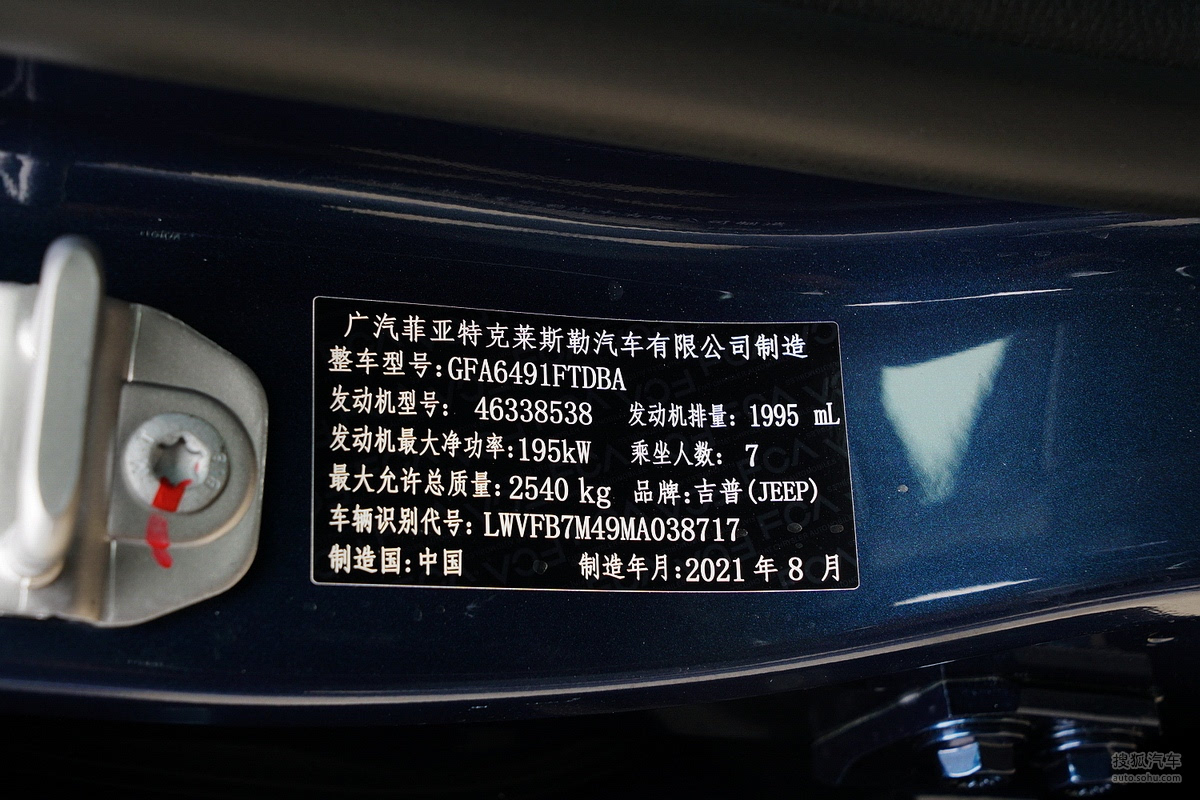 广汽菲亚特克莱斯勒汽车有限公司制造
整车型号:GFA6491FTDBA
发动机型号: 46338538 发动机排量: 1995 mL
发动机最大净功率:195kW 乘坐人数: 7
最大允许总质量:2540 kg 品牌:吉普(JEEP)
车辆识别代号: LWVFB7M49MA038717
制造国:中国 制造年月:2021 年 8 月
搜狐汽车
auto.sohu.com